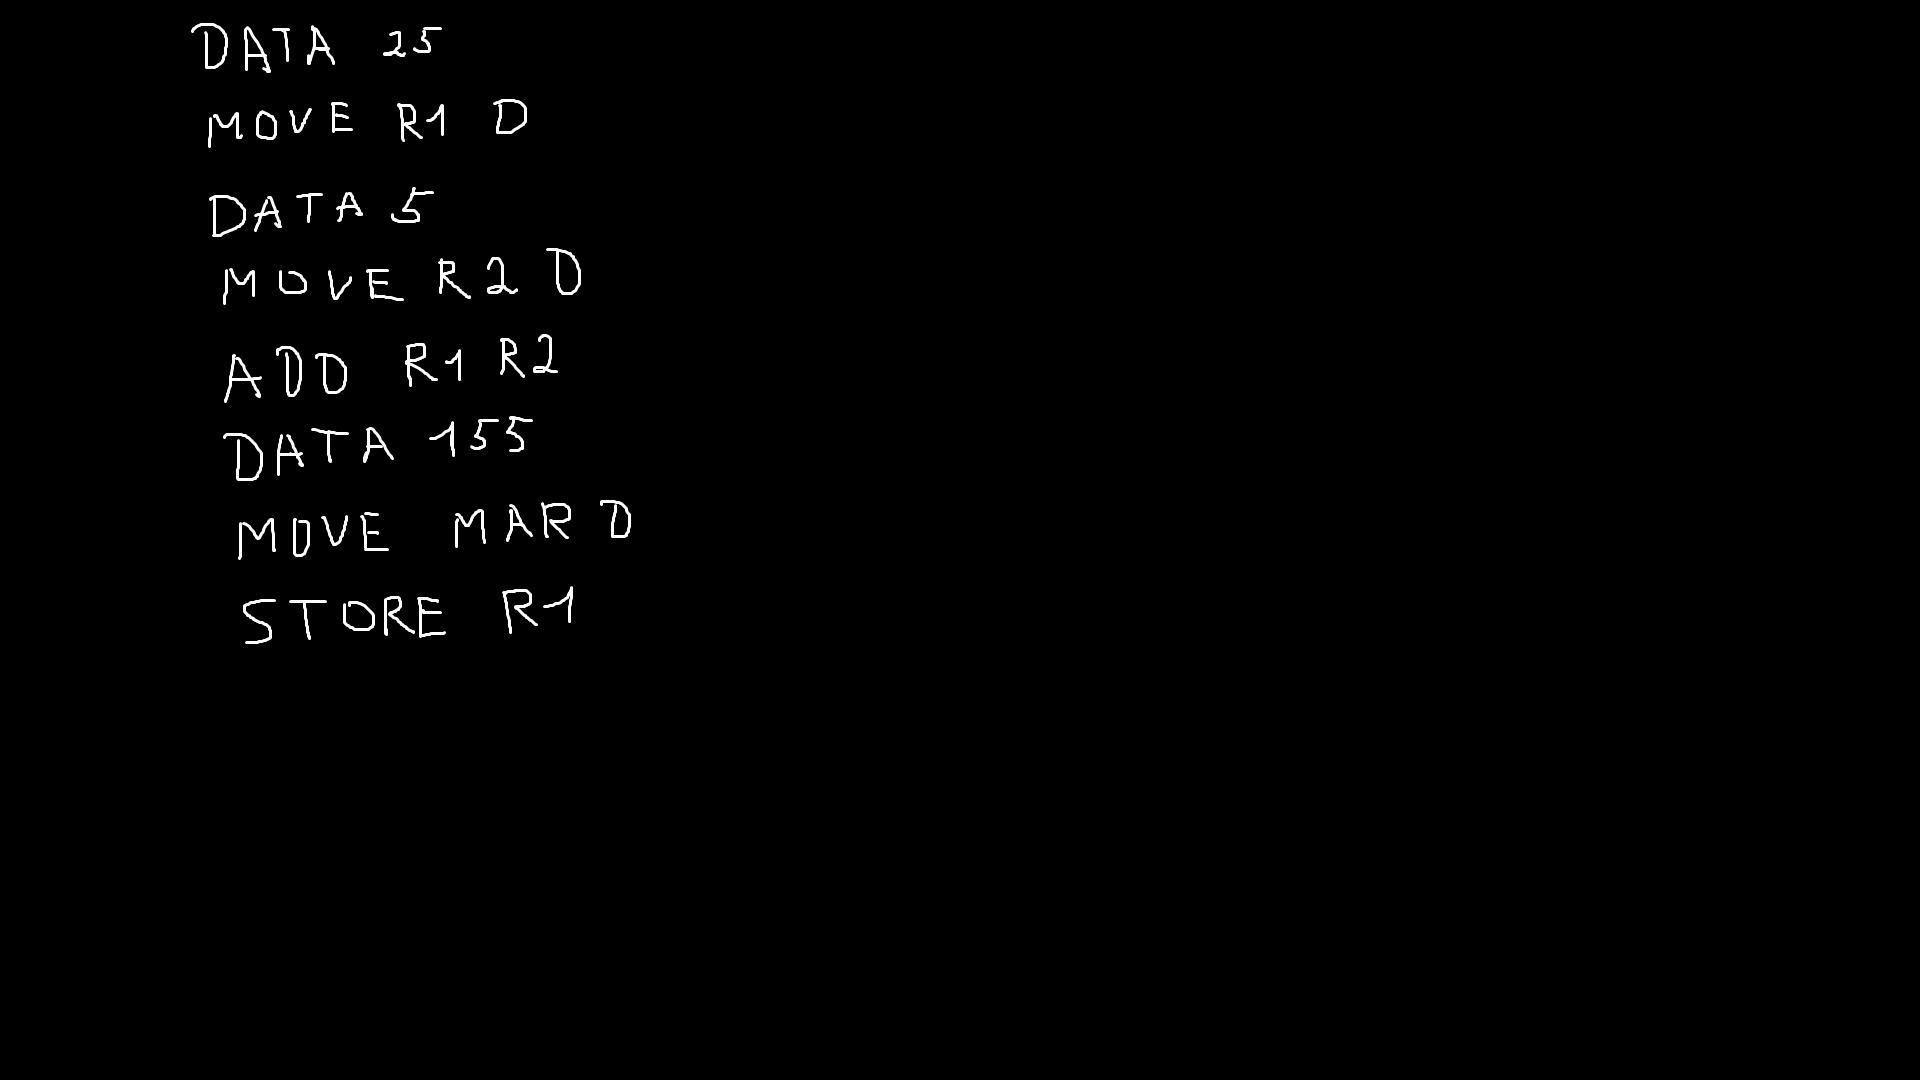 DATA 25
MOVE R1 D
DATA 5
MOVE R2 D
ADD R1 R2
DATA 155
MOVE MAR D
STORE R1